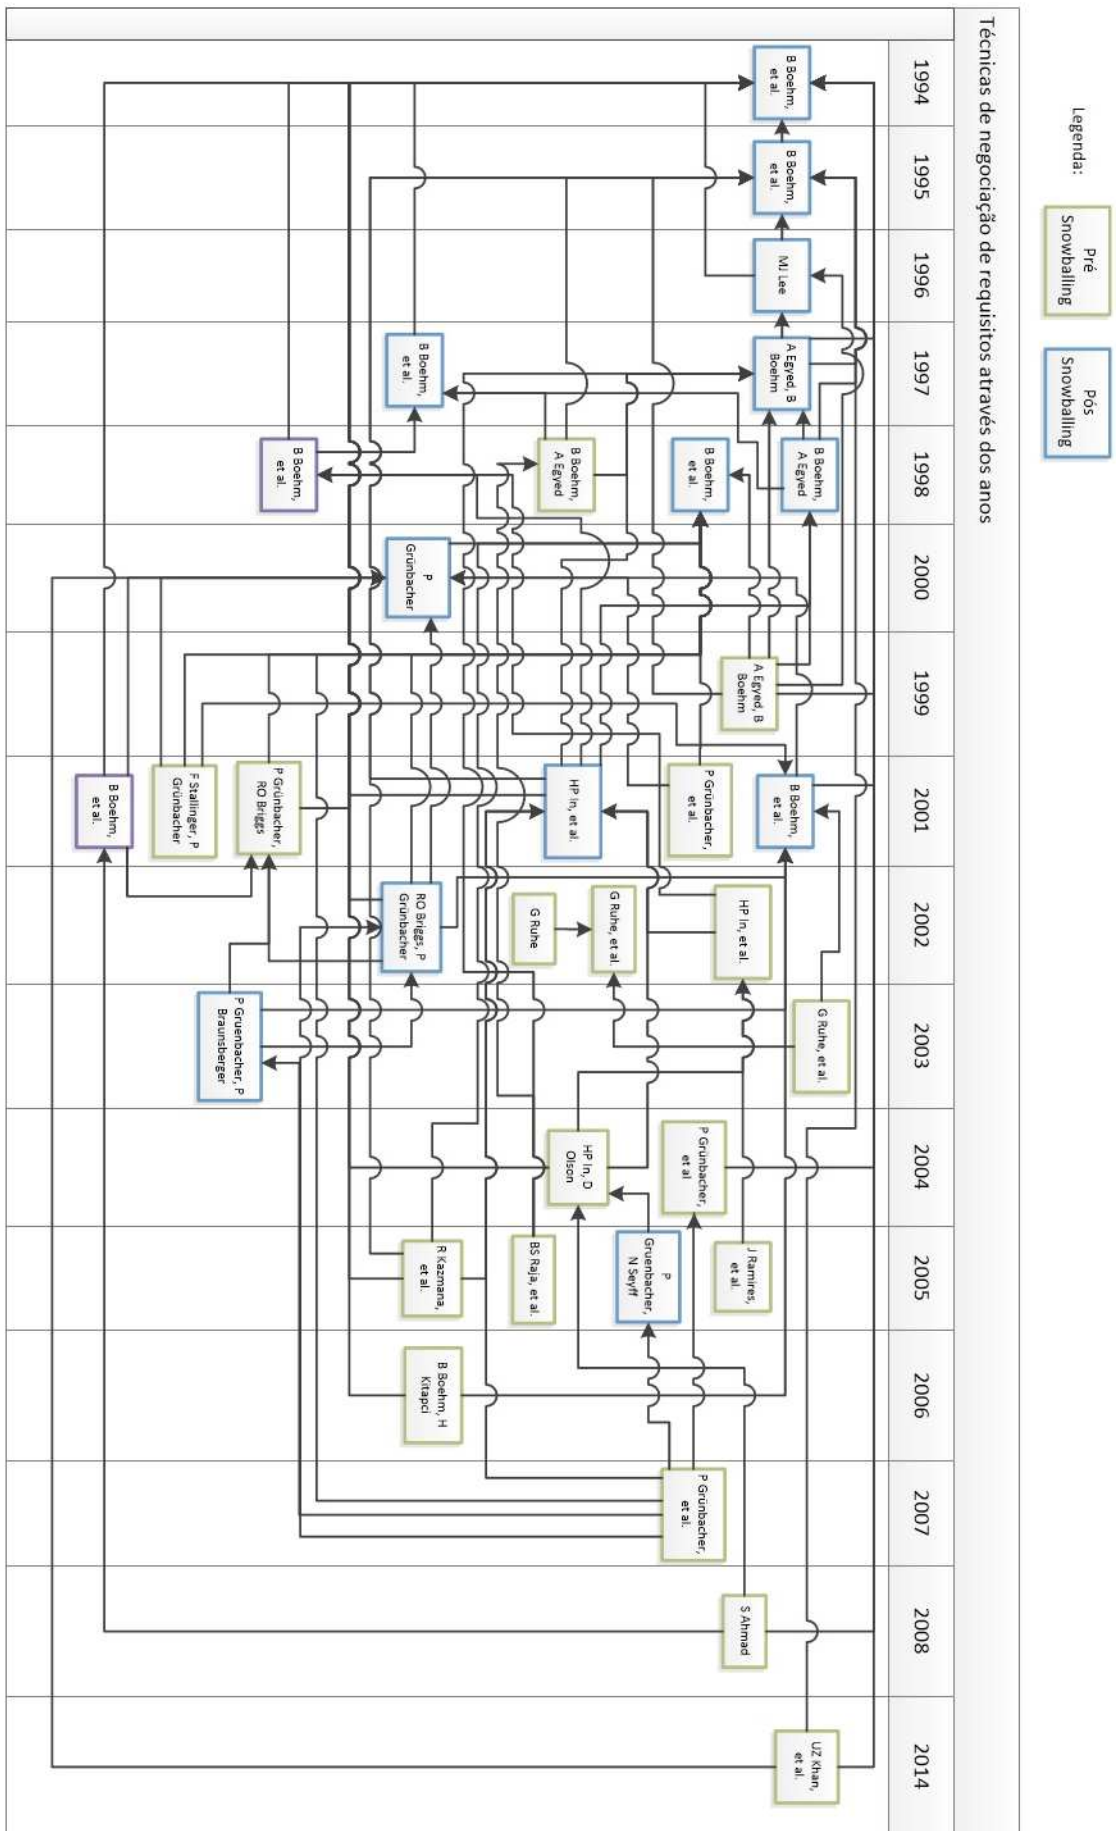 Técnicas de negociação de requisitos através dos anos
Legenda:
Pré
Snowballing
Pós
Snowballing
1994
1995
1996
1997
1998
2000
1999
2001
2002
2003
2004
2005
2006
2007
2008
2014
B Boehm,
et al.
B Boehm,
et al.
MJ Lee
A Egyed, B
Boehm
B Boehm,
et al.
B Boehm,
A Egyed
B Boehm,
et al.
B Boehm,
A Egyed
B Boehm,
et al.
P
Grünbacher
A Egyed, B
Boehm
B Boehm,
et al.
P Grünbacher,
et al.
HP In, et al.
P Grünbacher,
RO Briggs
F Stallinger, P
Grünbacher
B Boehm,
et al.
HP In, et al.
G Ruhe, et al.
G Ruhe
RO Briggs, P
Grünbacher
G Ruhe, et al.
P Gruenbacher, P
Braunsberger
P Grünbacher,
et al
HP In, D
Olson
J Ramires,
et al.
P
Gruenbacher,
N Seyff
BS Raja, et al.
R Kazmana,
et al.
B Boehm, H
Kitapci
P Grünbacher,
et al.
S Ahmad
UZ Khan,
et al.